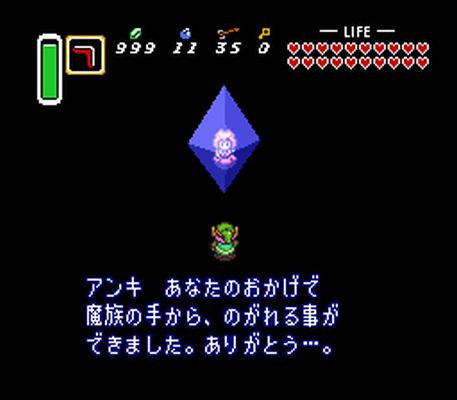 — LIFE —
999 11 35 0
アンキ あなたのおかげで
魔族の手から、のがれる事が
できました。ありがとう…。